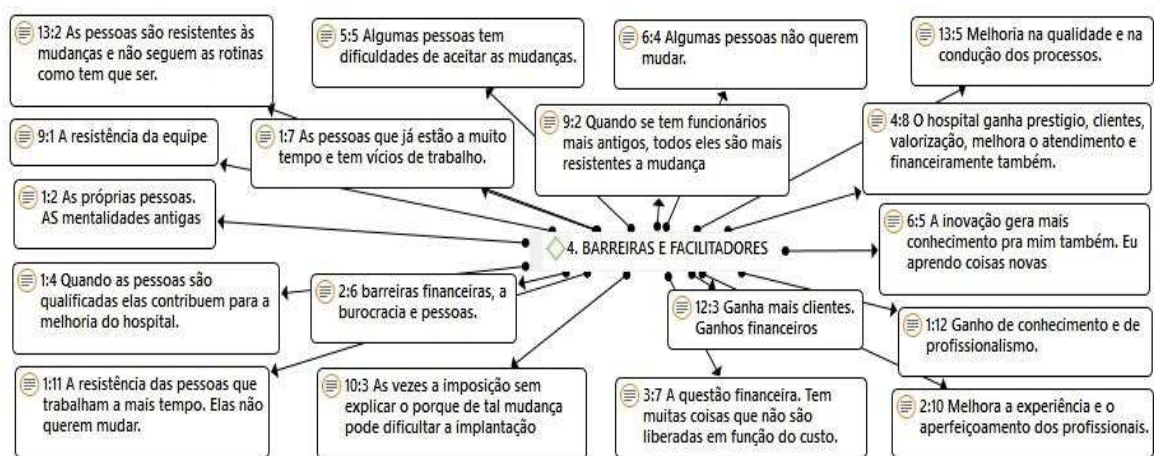 13:2 As pessoas são resistentes às
mudanças e não seguem as rotinas
como tem que ser.
5:5 Algumas pessoas tem
dificuldades de aceitar as mudanças.
6:4 Algumas pessoas não querem
mudar.
13:5 Melhoria na qualidade e na
condução dos processos.
9:1 A resistência da equipe
1:7 As pessoas que já estão a muito
tempo e tem vícios de trabalho.
9:2 Quando se tem funcionários
mais antigos, todos eles são mais
resistentes a mudança
4:8 O hospital ganha prestigio, clientes,
valorização, melhora o atendimento e
financeiramente também.
1:2 As próprias pessoas.
AS mentalidades antigas
4. BARREIRAS E FACILITADORES
6:5 A inovação gera mais
conhecimento pra mim também. Eu
aprendo coisas novas
1:4 Quando as pessoas são
qualificadas elas contribuem para a
melhoria do hospital.
2:6 barreiras financeiras, a
burocracia e pessoas.
12:3 Ganha mais clientes.
Ganhos financeiros
1:12 Ganho de conhecimento e de
profissionalismo.
1:11 A resistência das pessoas que
trabalham a mais tempo. Elas não
querem mudar.
10:3 As vezes a imposição sem
explicar o porque de tal mudança
pode dificultar a implantação
3:7 A questão financeira. Tem
muitas coisas que não são
liberadas em função do custo.
2:10 Melhora a experiência e o
aperfeiçoamento dos profissionais.